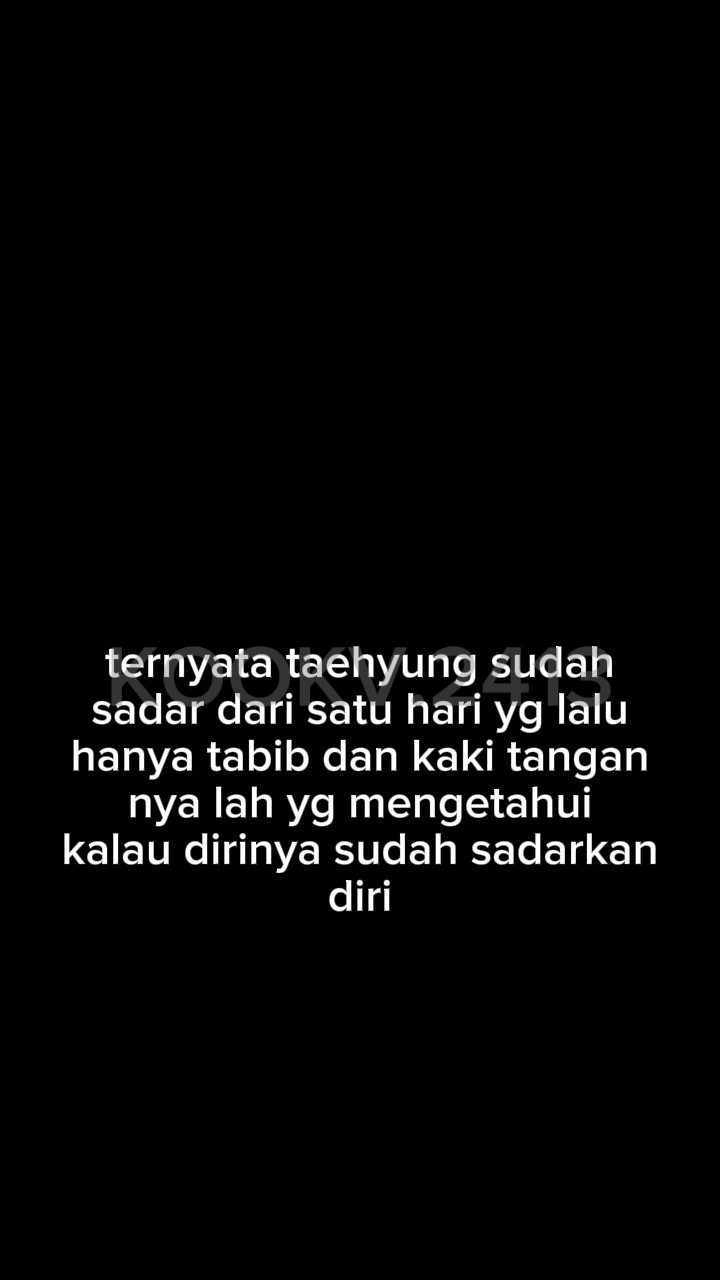 KOOKV.2413
ternyata taehyung sudah
sadar dari satu hari yg lalu
hanya tabib dan kaki tangan
nya lah yg mengetahui
kalau dirinya sudah sadarkan
diri